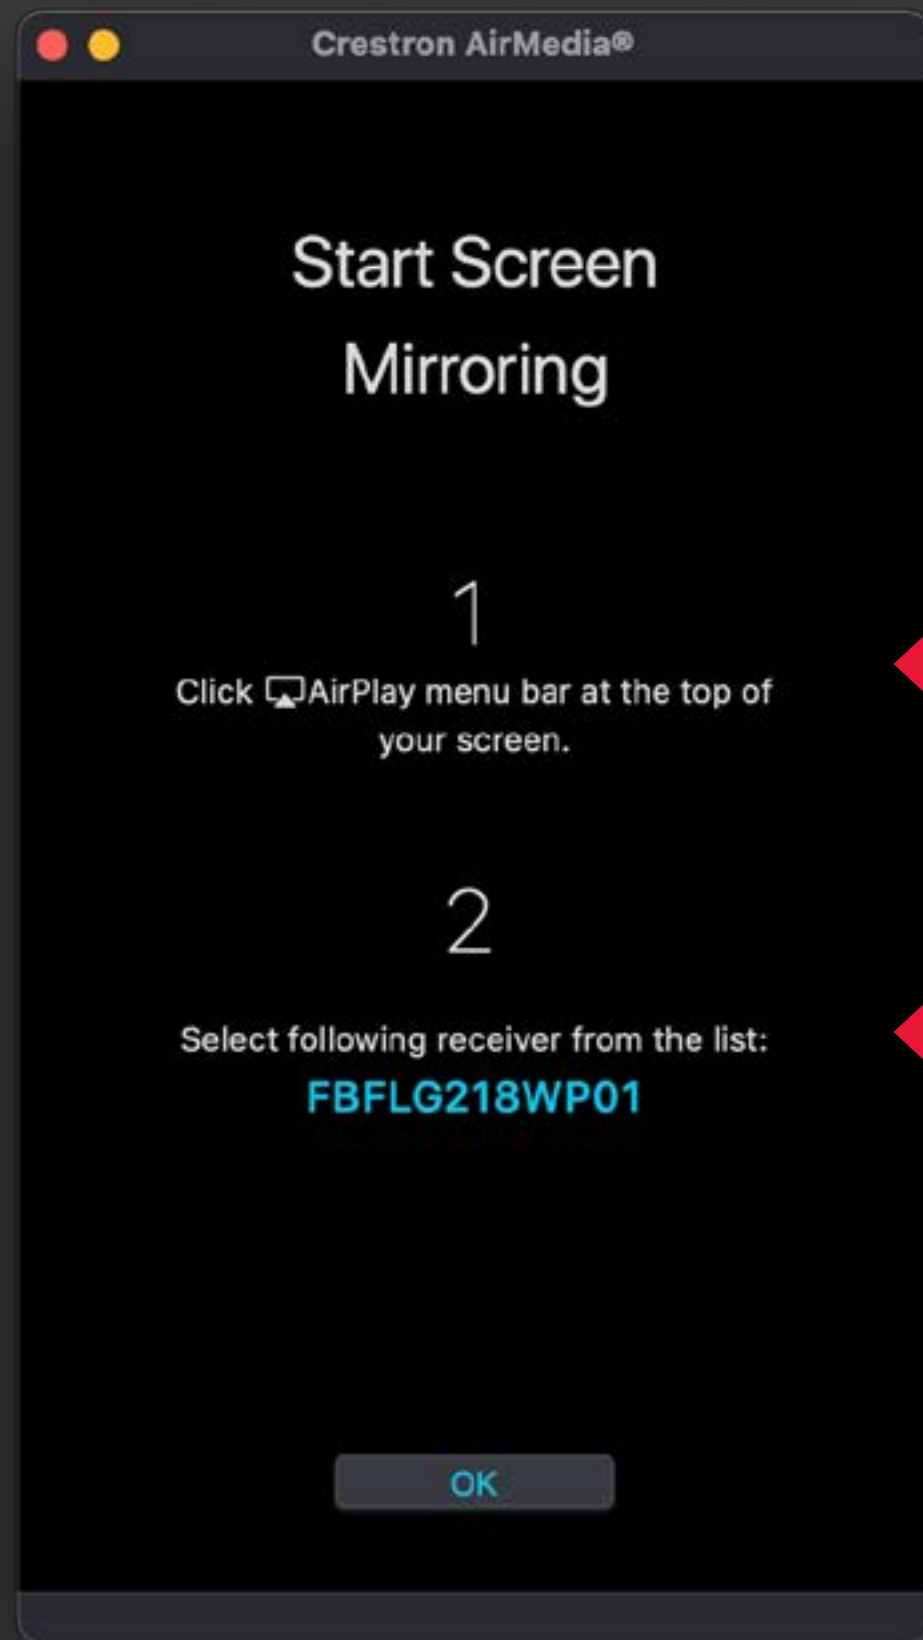 Crestron AirMedia®
Start Screen
Mirroring
1
Click AirPlay menu bar at the top of
your screen.
2
Select following receiver from the list:
FBFLG218WP01
OK